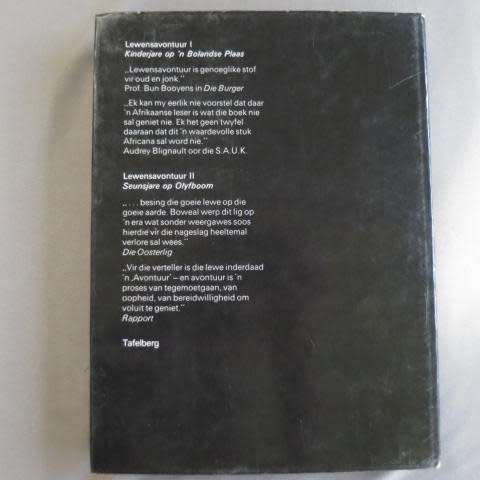 Lewensavontuur I
Kinderjare op 'n Bolandse Plaas
„Lewensavontuur is genoeglike stof
vir oud en jonk."
Prof. Bun Booyens in Die Burger
„Ek kan my eerlik nie voorstel dat daar
'n Afrikaanse leser is wat die boek nie
sal geniet nie. Ek het geen twyfel
daaraan dat dit 'n waardevolle stuk
Africana sal word nie."
Audrey Blignault oor die S.A.U.K.
Lewensavontuur II
Seunsjare op Olyfboom
„. . . besing die goeie lewe op die
goeie aarde. Boweal werp dit lig op
'n era wat sonder weergawes soos
hierdie vir die nageslag heeltemal
verlore sal wees."
Die Oosterlig
„Vir die verteller is die lewe inderdaad
'n ‚Avontuur' – en avontuur is 'n
proses van tegemoetgaan, van
oopheid, van bereidwilligheid om
voluit te geniet."
Rapport
Tafelberg